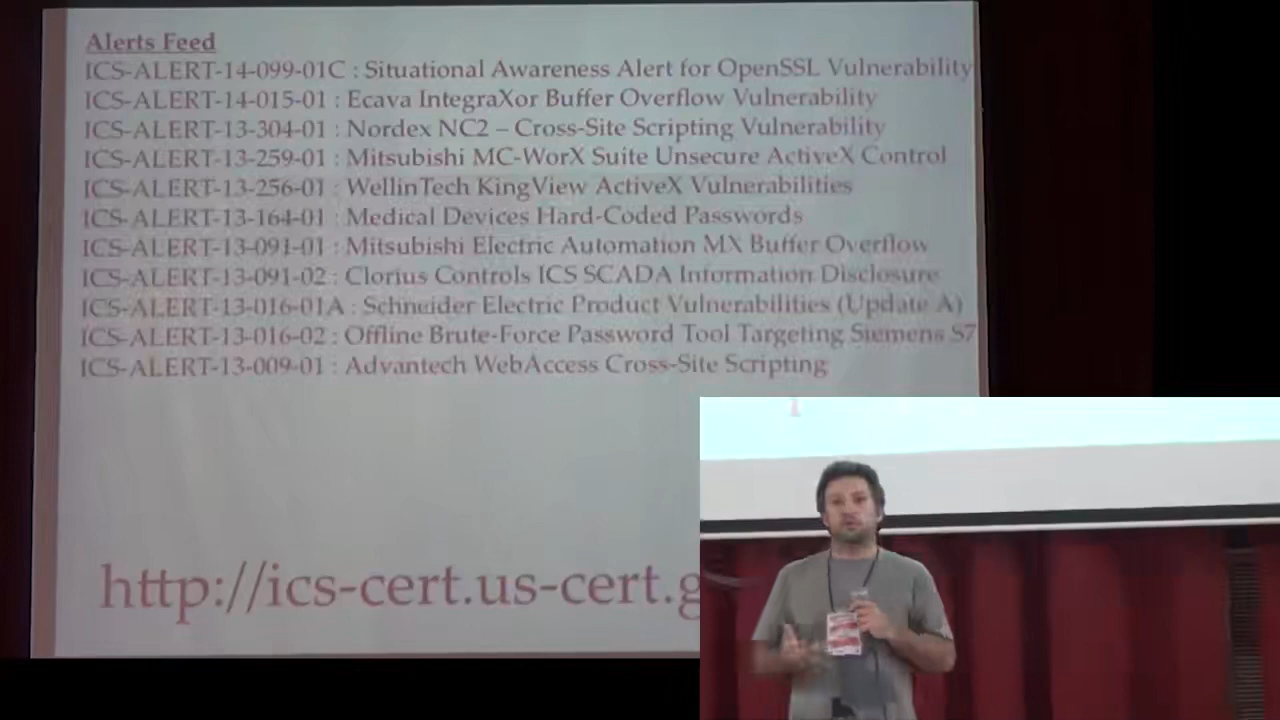 Alerts Feed
ICS-ALERT-14-099-01C : Situational Awareness Alert for OpenSSL Vulnerability
ICS-ALERT-14-015-01 : Ecava IntegraXor Buffer Overflow Vulnerability
ICS-ALERT-13-304-01 : Nordex NC2 – Cross-Site Scripting Vulnerability
ICS-ALERT-13-259-01 : Mitsubishi MC-WorX Suite Unsecure ActiveX Control
ICS-ALERT-13-256-01 : WellinTech KingView ActiveX Vulnerabilities
ICS-ALERT-13-164-01 : Medical Devices Hard-Coded Passwords
ICS-ALERT-13-091-01 : Mitsubishi Electric Automation MX Buffer Overflow
ICS-ALERT-13-091-02 : Clorius Controls ICS SCADA Information Disclosure
ICS-ALERT-13-016-01A : Schneider Electric Product Vulnerabilities (Update A)
ICS-ALERT-13-016-02 : Offline Brute-Force Password Tool Targeting Siemens S7
ICS-ALERT-13-009-01 : Advantech WebAccess Cross-Site Scripting
http://ics-cert.us-cert.g